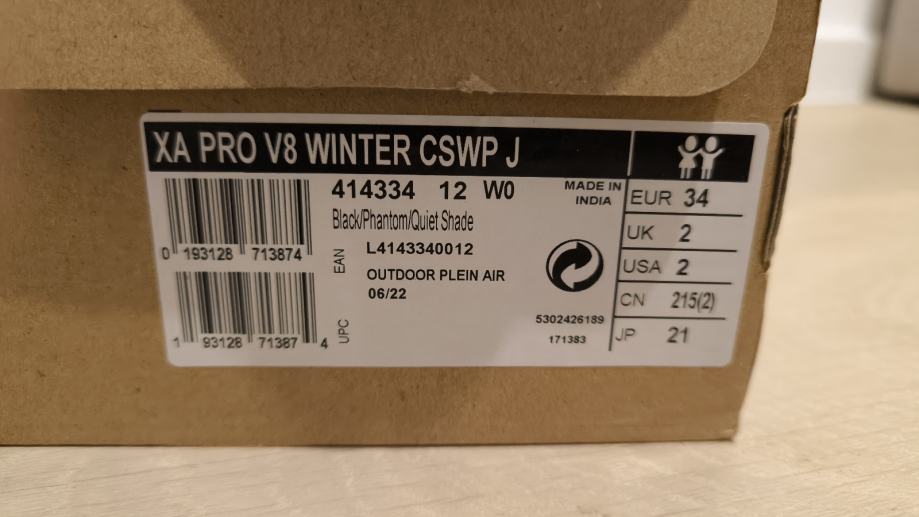 XA PRO V8 WINTER CSWP J
414334 12 W0
MADE IN
INDIA
Black/Phantom/Quiet Shade
0 193128 713874
EAN
L4143340012
OUTDOOR PLEIN AIR
06/22
1 93128 71387 4
UPC
5302426189
171383
EUR 34
UK 2
USA 2
CN 215(2)
JP 21